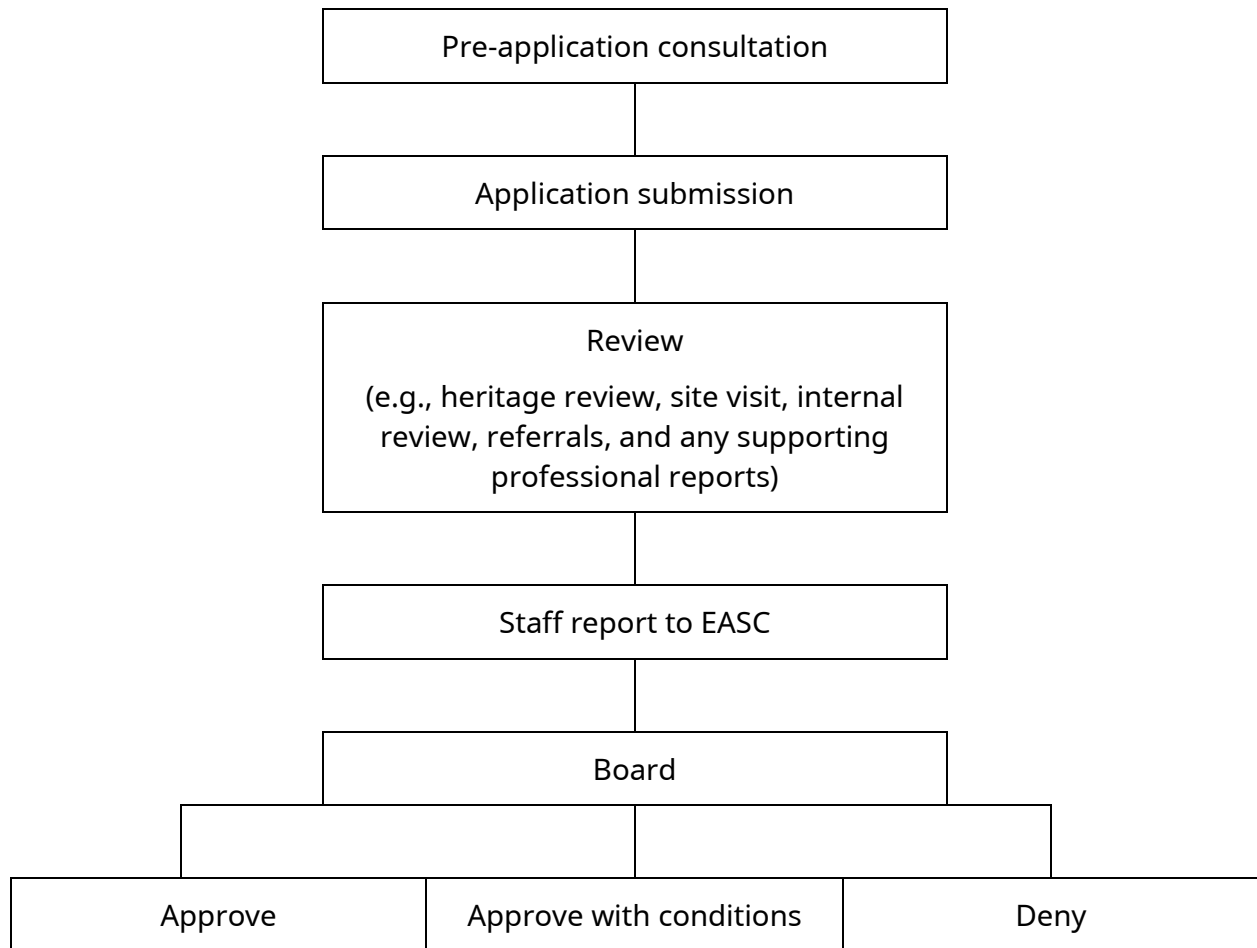 Pre-application consultation
Application submission
Review
(e.g., heritage review, site visit, internal
review, referrals, and any supporting
professional reports)
Staff report to EASC
Board
Approve
Approve with conditions
Deny